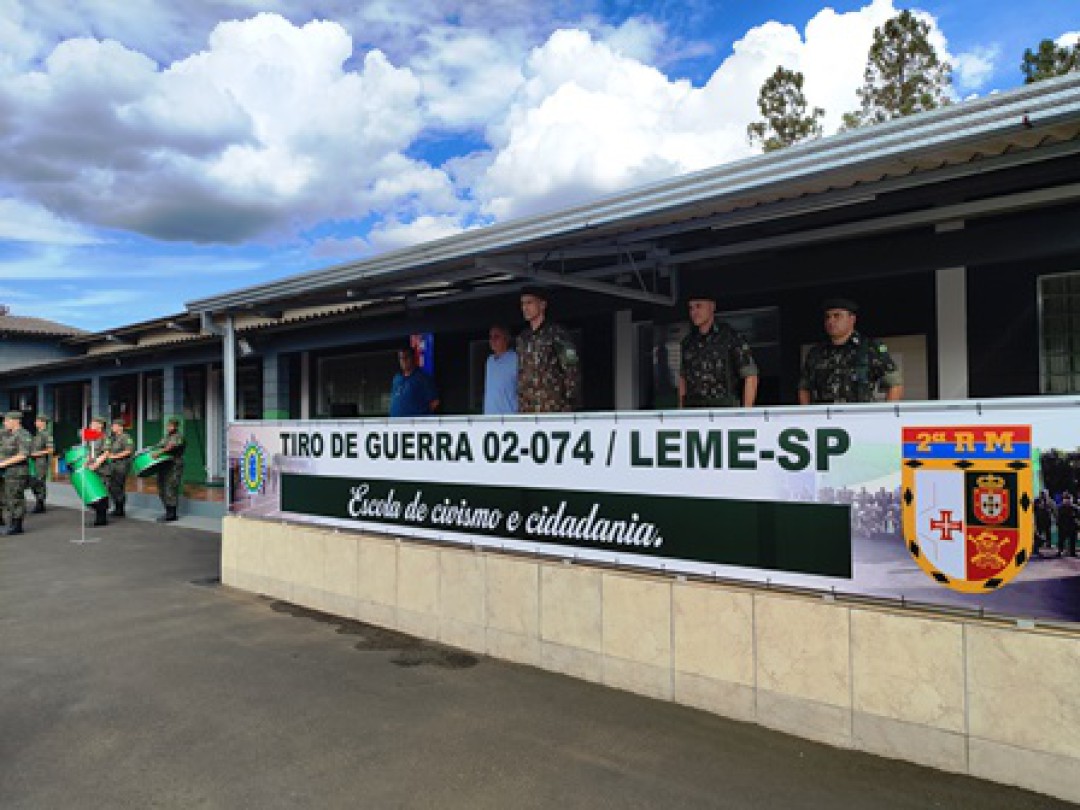 TIRO DE GUERRA 02-074 / LEME-SP
Escola de civismo e cidadania.
2ª RM